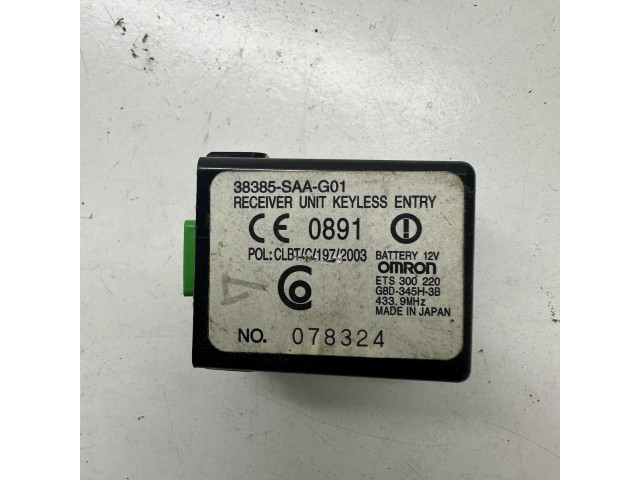 38385-SAA-G01
RECEIVER UNIT KEYLESS ENTRY
CE 0891
POL: CLBT/C/197/2003
BATTERY 12V
OMRON
ETS 300 220
G8D-345H-3B
433.9MHz
MADE IN JAPAN
NO. 078324